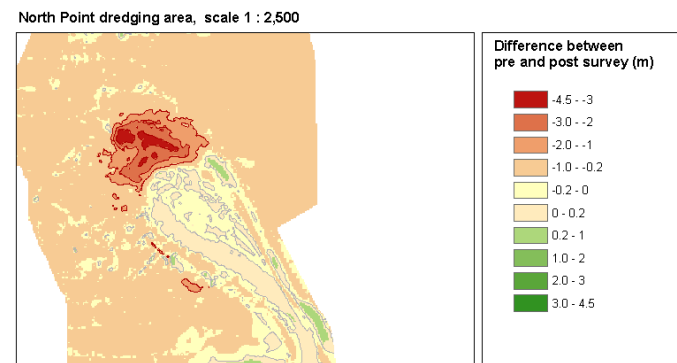 North Point dredging area, scale 1 : 2,500
Difference between
pre and post survey (m)
-4.5 - -3
-3.0 - -2
-2.0 - -1
-1.0 - -0.2
-0.2 - 0
0 - 0.2
0.2 - 1
1.0 - 2
2.0 - 3
3.0 - 4.5